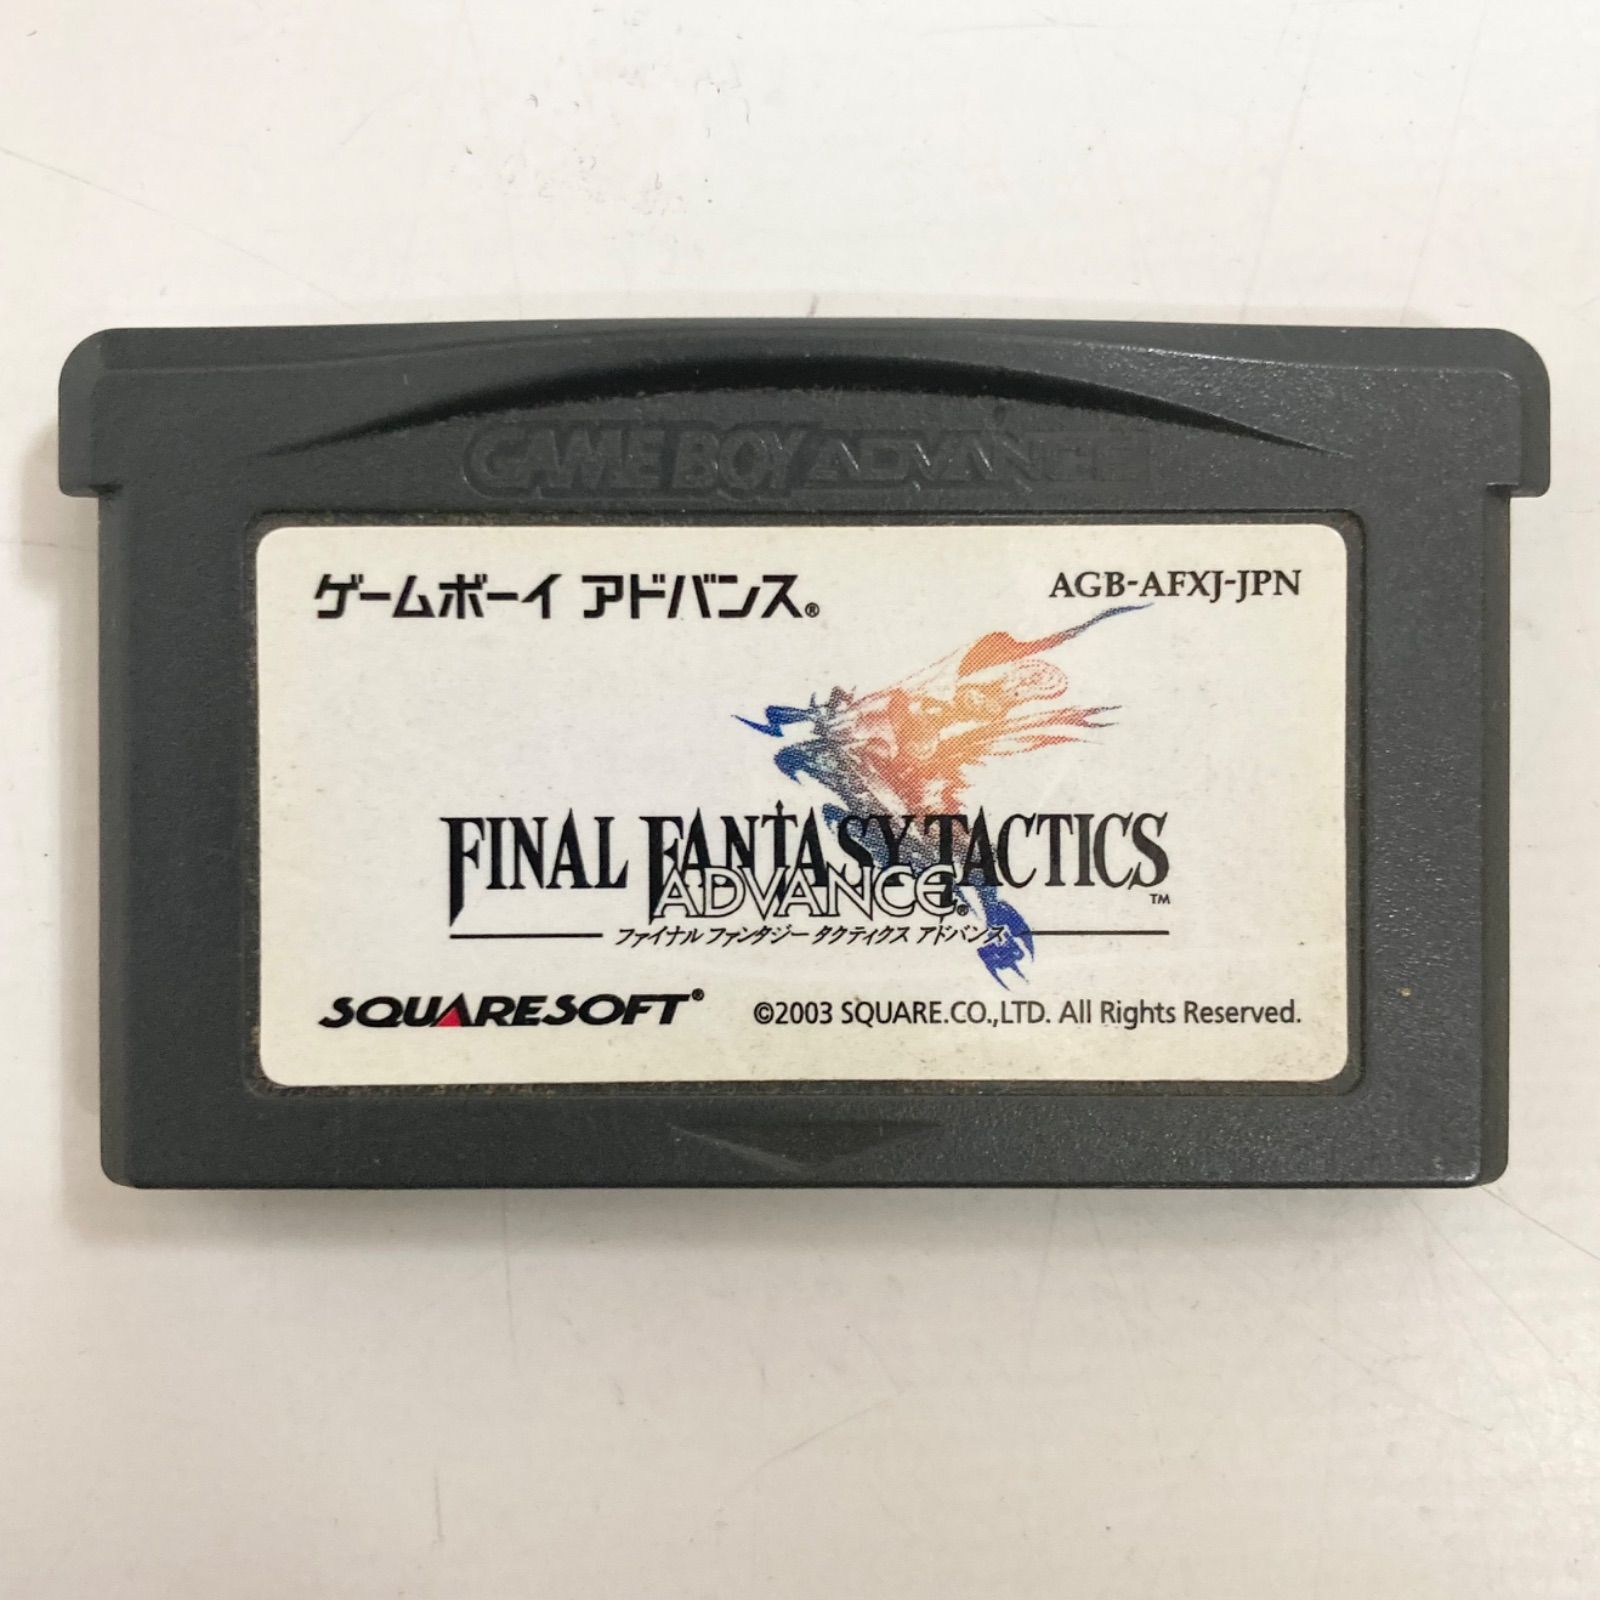 GAME BOY ADVANCE
ゲームボーイ アドバンス®
AGB-AFXJ-JPN
FINAL FANTASY TACTICS
ADVANCE® ™
ファイナル ファンタジー タクティクス アドバンス
SQUARESOFT®
©2003 SQUARE.CO.,LTD. All Rights Reserved.